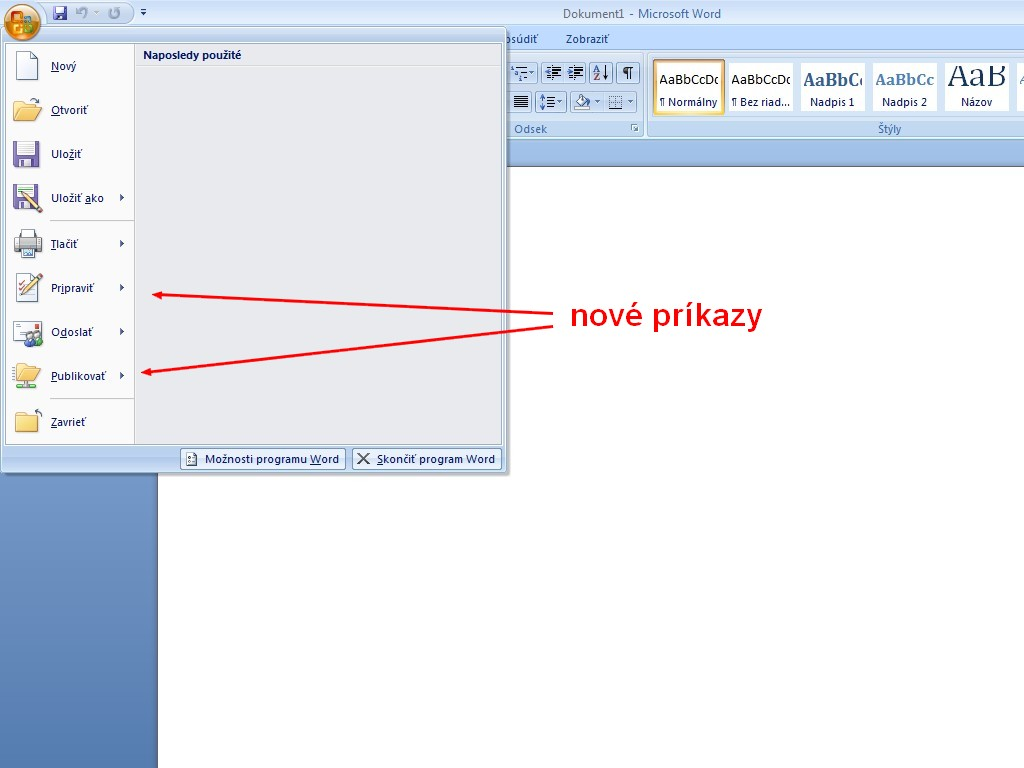 Dokument1 - Microsoft Word
Zobraziť
Naposledy použité
Nový
Otvoriť
Uložiť
Uložiť ako
Tlačiť
Pripraviť
Odoslať
Publikovať
Zavrieť
Možnosti programu Word
Skončiť program Word
AaBbCcDc
AaBbCcDc
AaBbC
AaBbCc
AaB
¶ Normálny
¶ Bez riad...
Nadpis 1
Nadpis 2
Názov
Odsek
Štýly
nové príkazy